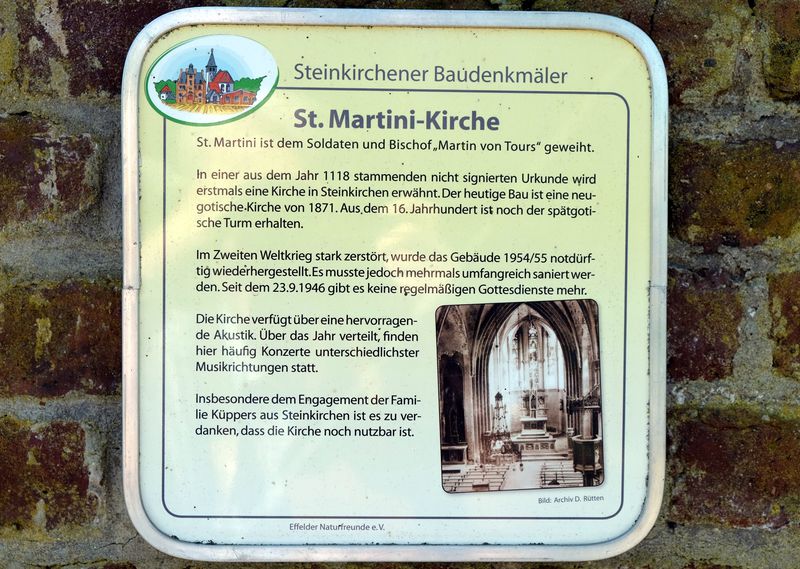 Steinkirchener Baudenkmäler
St. Martini-Kirche
St. Martini ist dem Soldaten und Bischof „Martin von Tours“ geweiht.
In einer aus dem Jahr 1118 stammenden nicht signierten Urkunde wird
erstmals eine Kirche in Steinkirchen erwähnt. Der heutige Bau ist eine neu-
gotische Kirche von 1871. Aus dem 16. Jahrhundert ist noch der spätgoti-
sche Turm erhalten.
Im Zweiten Weltkrieg stark zerstört, wurde das Gebäude 1954/55 notdürf-
tig wiederhergestellt. Es musste jedoch mehrmals umfangreich saniert wer-
den. Seit dem 23.9.1946 gibt es keine regelmäßigen Gottesdienste mehr.
Die Kirche verfügt über eine hervorragen-
de Akustik. Über das Jahr verteilt, finden
hier häufig Konzerte unterschiedlichster
Musikrichtungen statt.
Insbesondere dem Engagement der Fami-
lie Küppers aus Steinkirchen ist es zu ver-
danken, dass die Kirche noch nutzbar ist.
Bild: Archiv D. Rütten
Effelder Naturfreunde e.V.